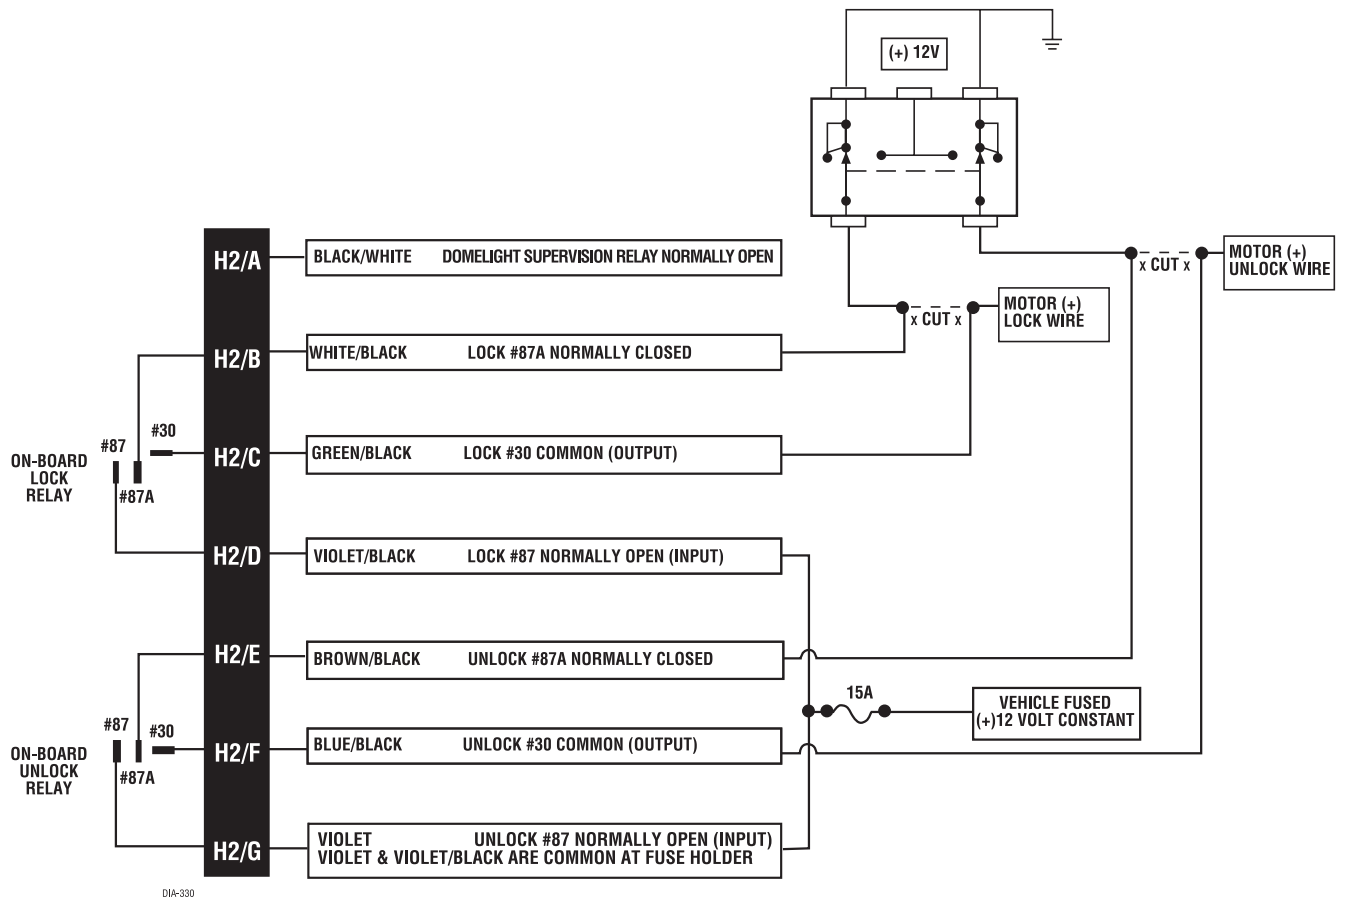 (+) 12V
H2/A
BLACK/WHITE DOMELIGHT SUPERVISION RELAY NORMALLY OPEN
x CUT x
MOTOR (+)
UNLOCK WIRE
x CUT x
MOTOR (+)
LOCK WIRE
H2/B
WHITE/BLACK LOCK #87A NORMALLY CLOSED
ON-BOARD
LOCK
RELAY
#87
#30
#87A
H2/C
GREEN/BLACK LOCK #30 COMMON (OUTPUT)
H2/D
VIOLET/BLACK LOCK #87 NORMALLY OPEN (INPUT)
H2/E
BROWN/BLACK UNLOCK #87A NORMALLY CLOSED
15A
VEHICLE FUSED
(+)12 VOLT CONSTANT
ON-BOARD
UNLOCK
RELAY
#87
#30
#87A
H2/F
BLUE/BLACK UNLOCK #30 COMMON (OUTPUT)
H2/G
VIOLET UNLOCK #87 NORMALLY OPEN (INPUT)
VIOLET & VIOLET/BLACK ARE COMMON AT FUSE HOLDER
DIA-330